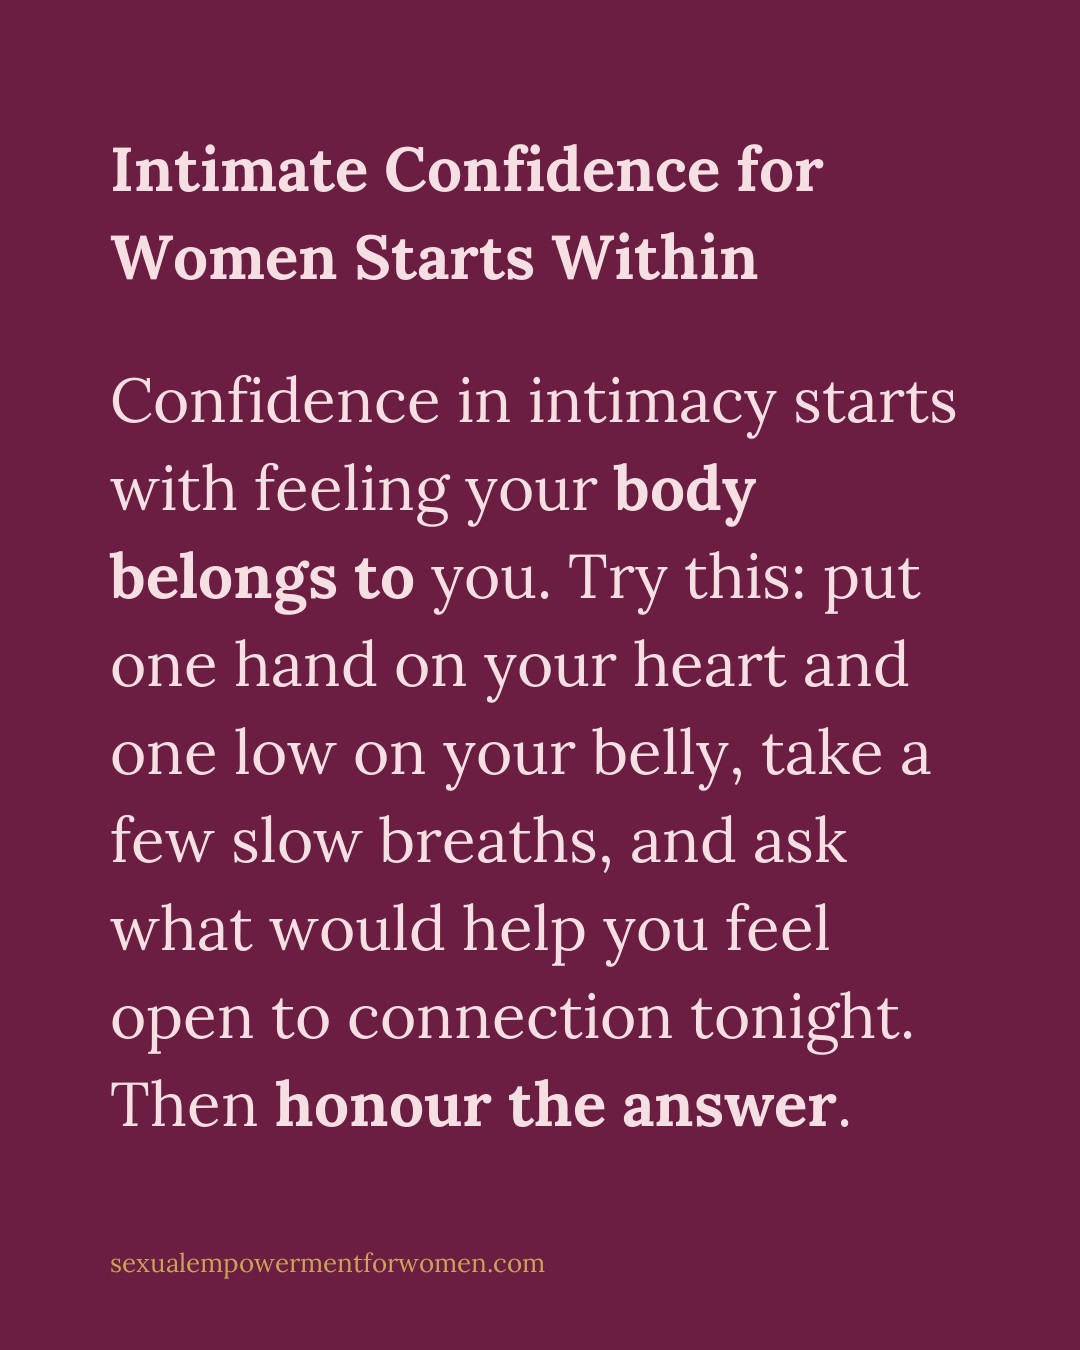 Intimate Confidence for
Women Starts Within
Confidence in intimacy starts
with feeling your body
belongs to you. Try this: put
one hand on your heart and
one low on your belly, take a
few slow breaths, and ask
what would help you feel
open to connection tonight.
Then honour the answer.
sexualempowermentforwomen.com